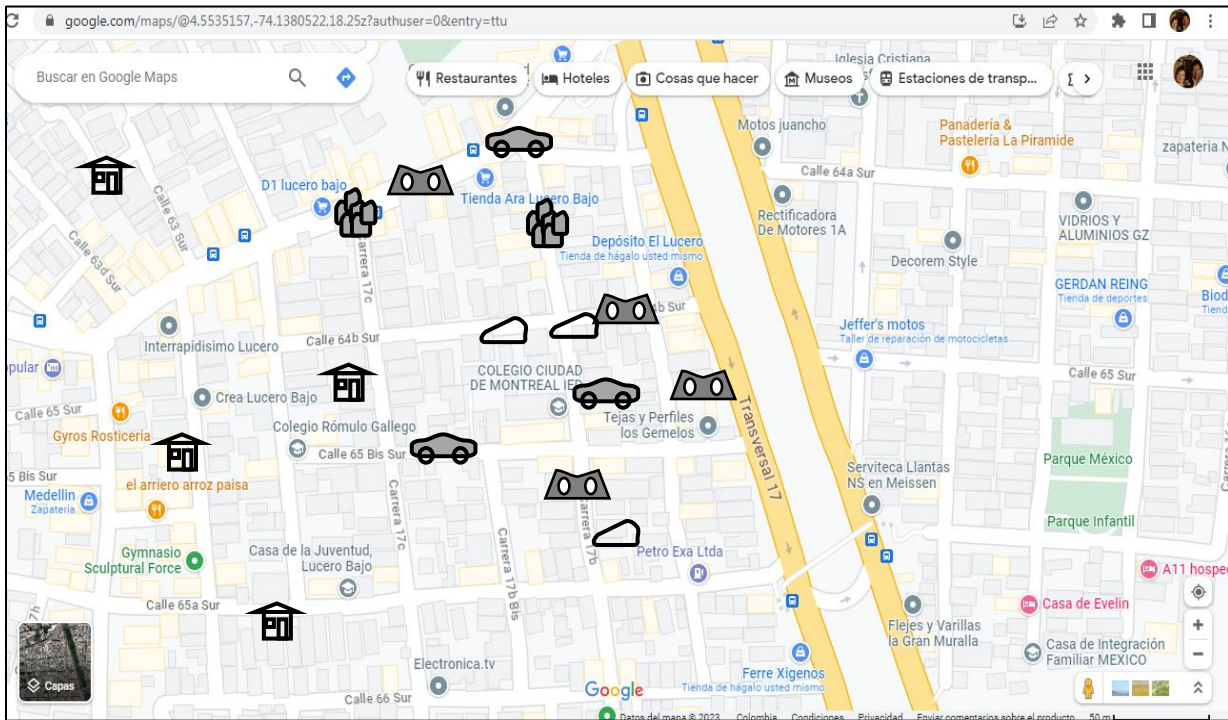 google.com/maps/@4.5535157,-74.1380522,18.25z?authuser=0&entry=ttu
Buscar en Google Maps
Restaurantes
Hoteles
Cosas que hacer
Museos
Estaciones de transp...
Iglesia Cristiana
Motos juancho
Panadería &
Pastelería La Piramide
zapateria N
Calle 64a Sur
D1 lucero bajo
Tienda Ara Lucero Bajo
Calle 63 Sur
Calle 63d Sur
Carrera 17c
Rectificadora
De Motores 1A
VIDRIOS Y
ALUMINIOS GZ
Depósito El Lucero
Tienda de hágalo usted mismo
Decorem Style
GERDAN REING
Tienda de deportes
Biod
Tiend
4b Sur
Interrapidisimo Lucero
Calle 64b Sur
Jeffer's motos
Taller de reparación de motocicletas
pular
COLEGIO CIUDAD
DE MONTREAL IED
Calle 65 Sur
Crea Lucero Bajo
Calle 65 Sur
Gyros Rosticeria
Colegio Rómulo Gallego
Tejas y Perfiles
los Gemelos
Transversal 17
Calle 65 Bis Sur
5 Bis Sur
el arriero arroz paisa
Medellin
Zapatería
Parque México
Serviteca Llantas
NS en Meissen
Carrera 17c
Carrera 17b Bis
Carrera 17b
Parque Infantil
Gymnasio
Sculptural Force
Casa de la Juventud,
Lucero Bajo
Petro Exa Ltda
A11 hospec
Calle 65a Sur
Casa de Evelin
17h
Flejes y Varillas
la Gran Muralla
Casa de Integración
Familiar MEXICO
Electronica.tv
Ferre Xigenos
Tienda de hágalo usted mismo
Capas
Google
Calle 66 Sur
Datos del mapa © 2023
Colombia
Condiciones
Privacidad
Enviar comentarios sobre el producto
50 m